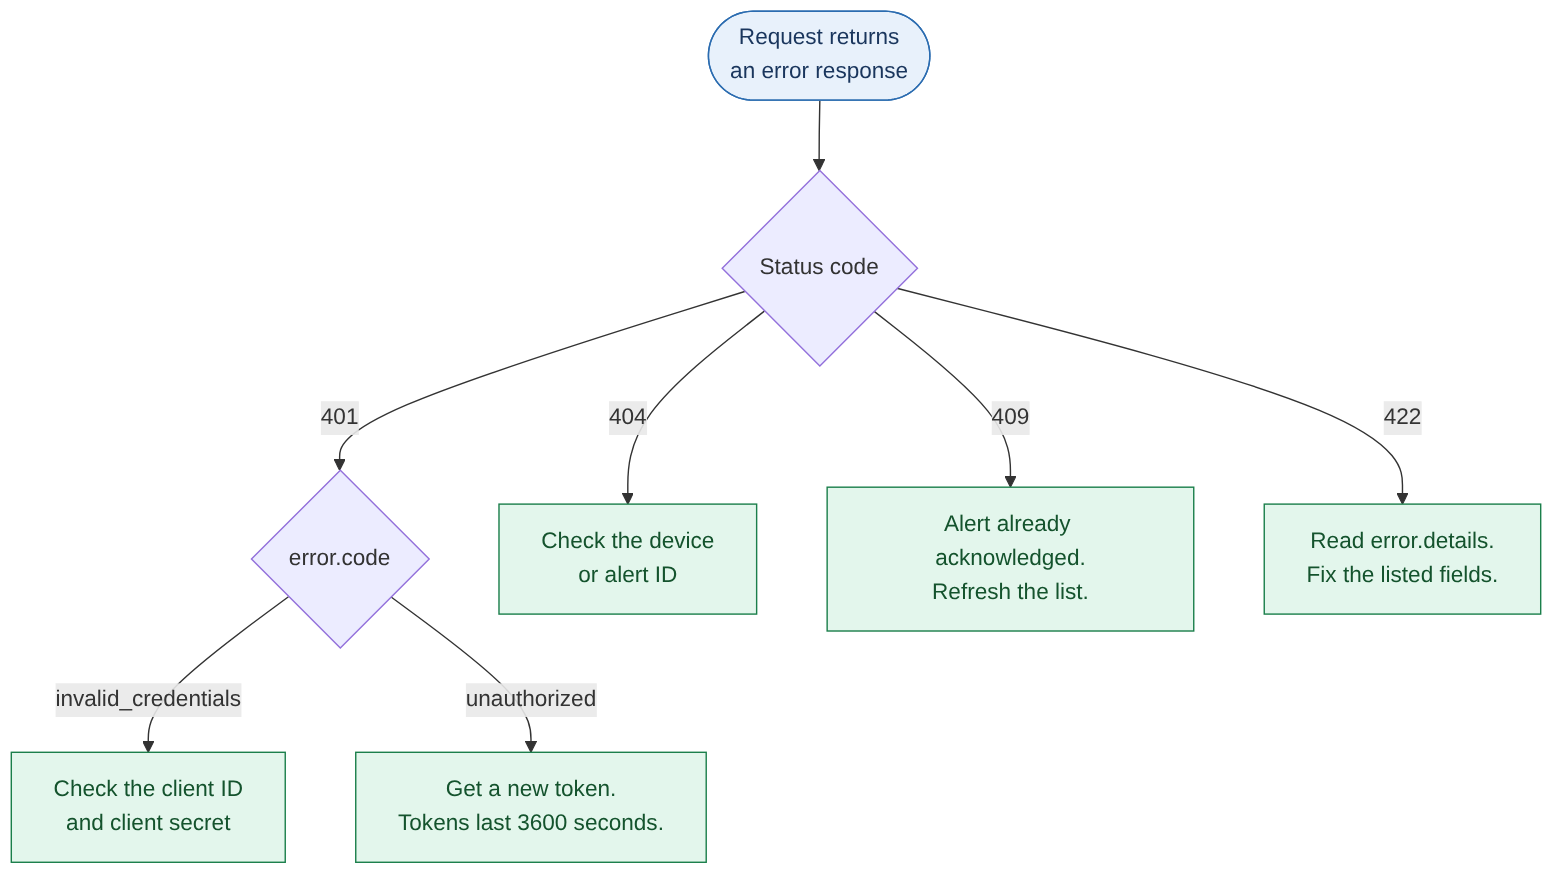 Request returns
an error response
Status code
401
404
409
422
error.code
Check the device
or alert ID
Alert already
acknowledged.
Refresh the list.
Read error.details.
Fix the listed fields.
invalid_credentials
unauthorized
Check the client ID
and client secret
Get a new token.
Tokens last 3600 seconds.